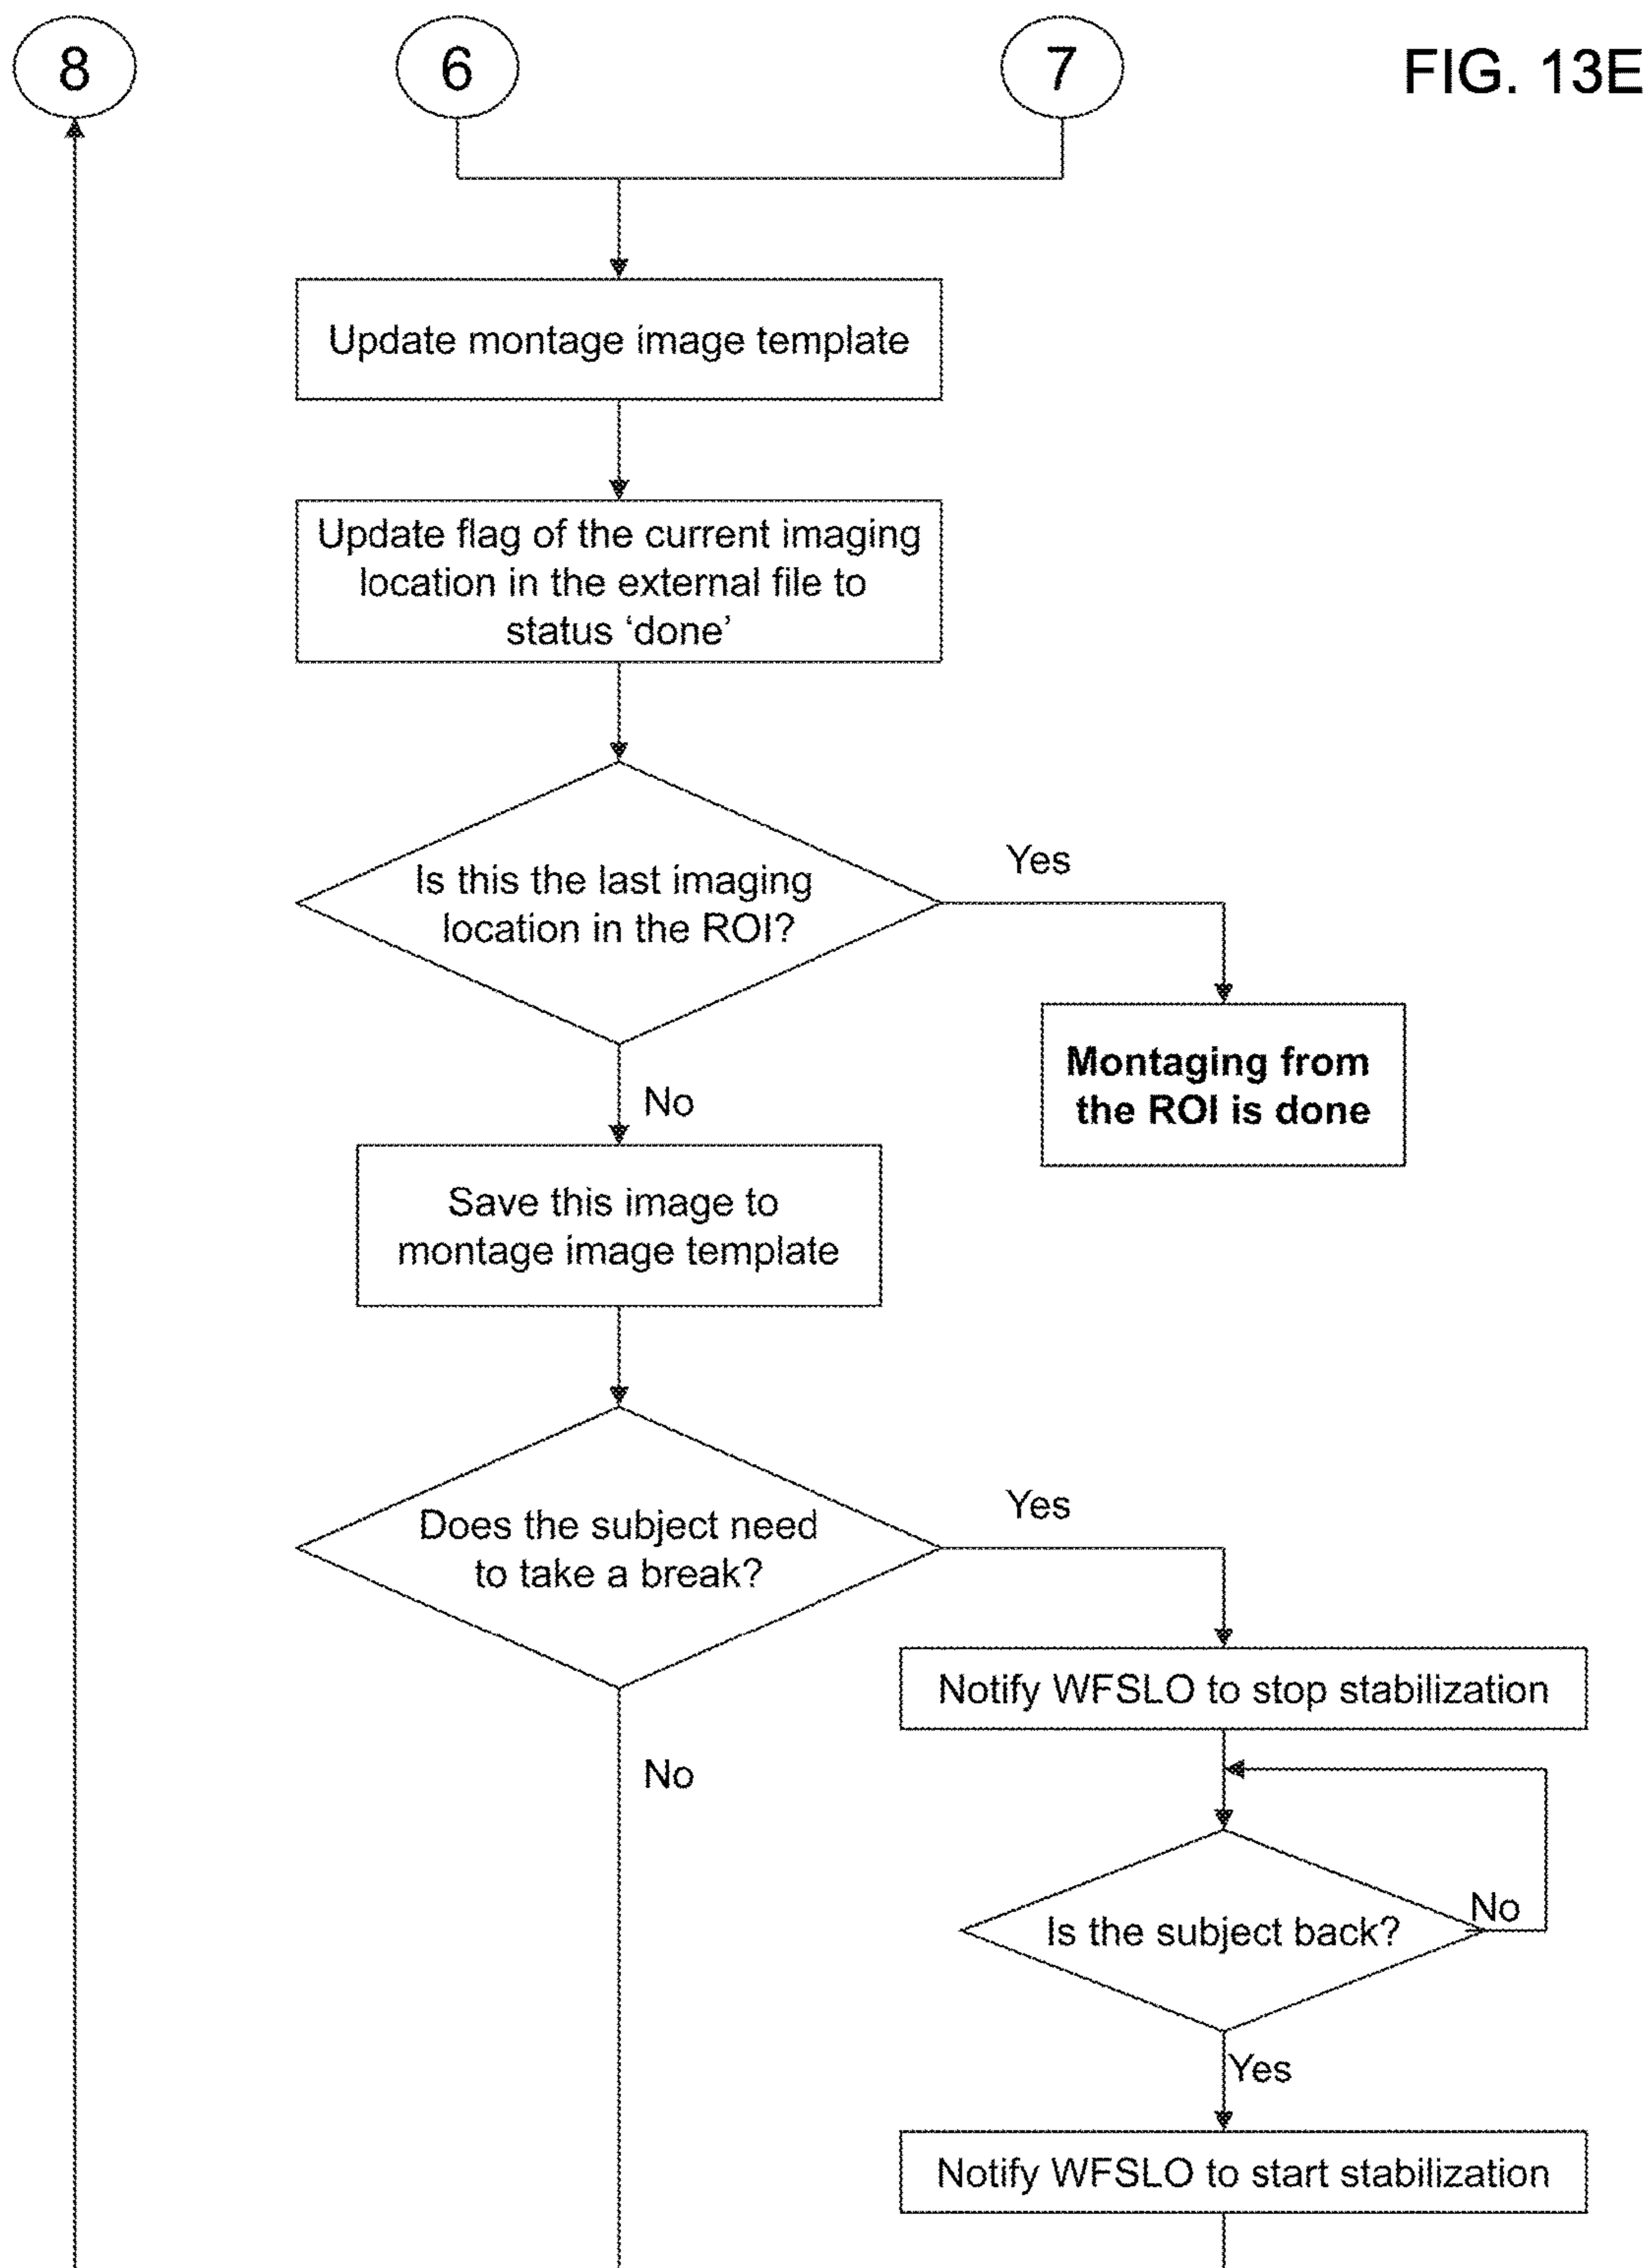 8
6
7
FIG. 13E
Update montage image template
Update flag of the current imaging
location in the external file to
status ‘done’
Is this the last imaging
location in the ROI?
Yes
Montaging from
the ROI is done
No
Save this image to
montage image template
Does the subject need
to take a break?
Yes
Notify WFSLO to stop stabilization
No
Is the subject back?
No
Yes
Notify WFSLO to start stabilization